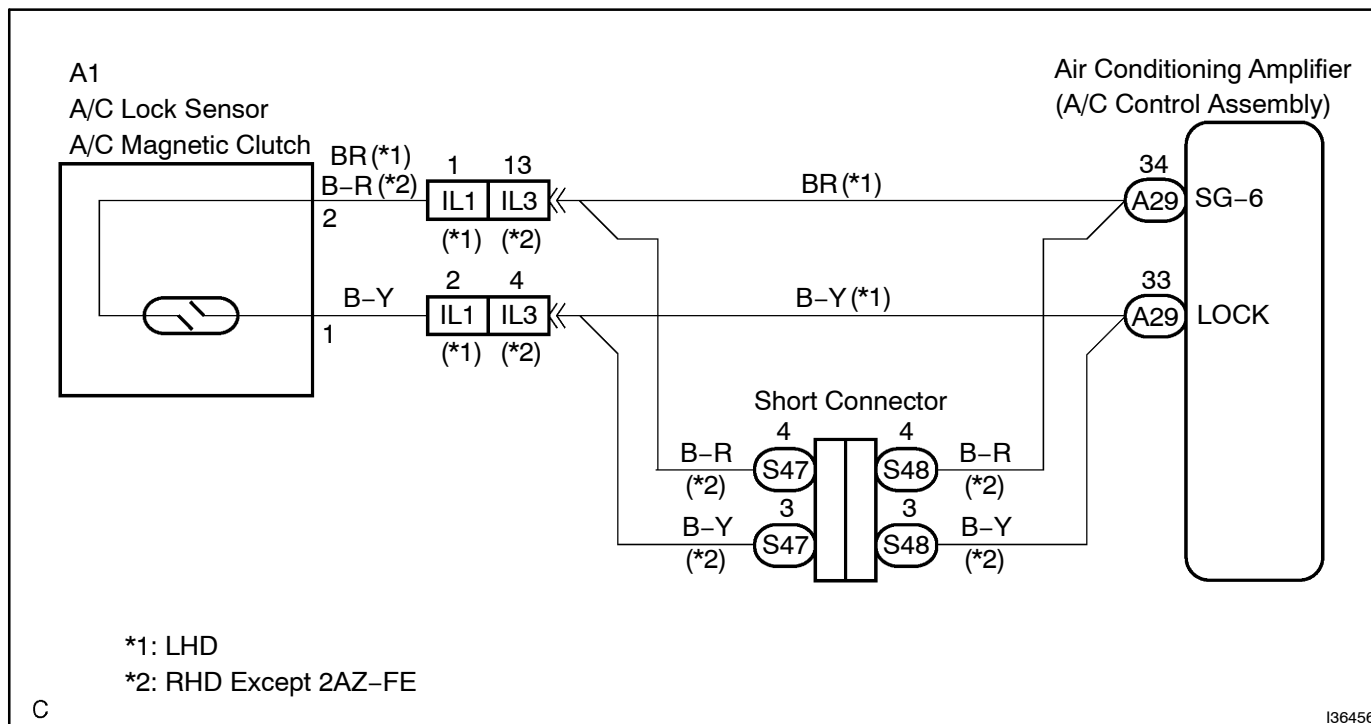 A1
A/C Lock Sensor
A/C Magnetic Clutch
Air Conditioning Amplifier
(A/C Control Assembly)
BR (*1)
B−R (*2)
2
1 13
IL1 IL3
(*1) (*2)
BR (*1)
34
A29 SG−6
B−Y
1
2 4
IL1 IL3
(*1) (*2)
B−Y (*1)
33
A29 LOCK
Short Connector
4 4
B−R S47 S48 B−R
(*2) (*2)
3 3
B−Y S47 S48 B−Y
(*2) (*2)
*1: LHD
*2: RHD Except 2AZ−FE
C
I36456